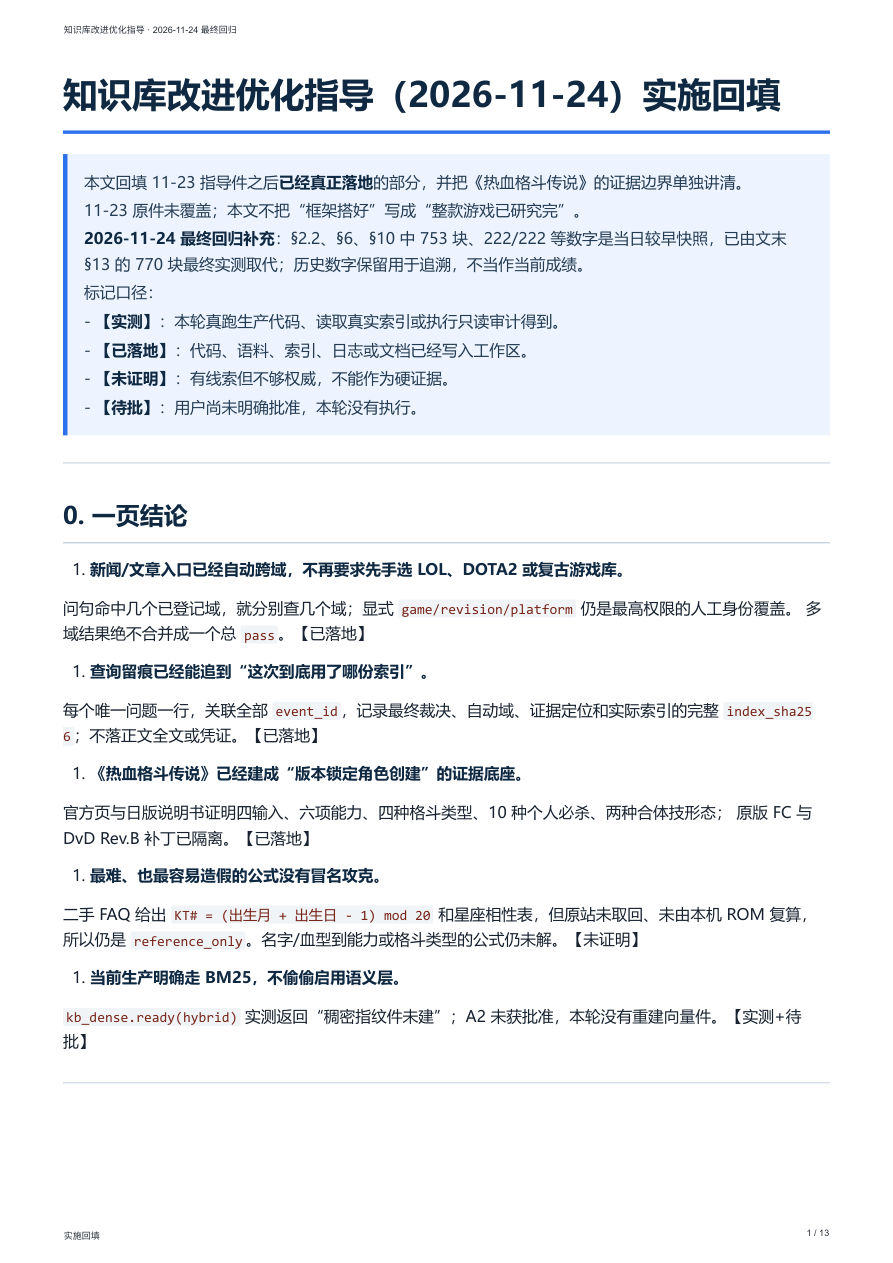 知识库改进优化指导 · 2026-11-24 最终回归
知识库改进优化指导（2026-11-24）实施回填
本文回填 11-23 指导件之后已经真正落地的部分，并把《热血格斗传说》的证据边界单独讲清。
11-23 原件未覆盖；本文不把“框架搭好”写成“整款游戏已研究完”。
2026-11-24 最终回归补充：§2.2、§6、§10 中 753 块、222/222 等数字是当日较早快照，已由文末
§13 的 770 块最终实测取代；历史数字保留用于追溯，不当作当前成绩。
标记口径：
- 【实测】：本轮真跑生产代码、读取真实索引或执行只读审计得到。
- 【已落地】：代码、语料、索引、日志或文档已经写入工作区。
- 【未证明】：有线索但不够权威，不能作为硬证据。
- 【待批】：用户尚未明确批准，本轮没有执行。
0. 一页结论
1. 新闻/文章入口已经自动跨域，不再要求先手选 LOL、DOTA2 或复古游戏库。
问句命中几个已登记域，就分别查几个域；显式 game/revision/platform 仍是最高权限的人工身份覆盖。 多
域结果绝不合并成一个总 pass。【已落地】
1. 查询留痕已经能追到“这次到底用了哪份索引”。
每个唯一问题一行，关联全部 event_id，记录最终裁决、自动域、证据定位和实际索引的完整 index_sha25
6；不落正文全文或凭证。【已落地】
1. 《热血格斗传说》已经建成“版本锁定角色创建”的证据底座。
官方页与日版说明书证明四输入、六项能力、四种格斗类型、10 种个人必杀、两种合体技形态； 原版 FC 与
DvD Rev.B 补丁已隔离。【已落地】
1. 最难、也最容易造假的公式没有冒名攻克。
二手 FAQ 给出 KT# = (出生月 + 出生日 - 1) mod 20 和星座相性表，但原站未取回、未由本机 ROM 复算，
所以仍是 reference_only。名字/血型到能力或格斗类型的公式仍未解。【未证明】
1. 当前生产明确走 BM25，不偷偷启用语义层。
kb_dense.ready(hybrid) 实测返回“稠密指纹件未建”；A2 未获批准，本轮没有重建向量件。【实测+待
批】
实施回填
1 / 13